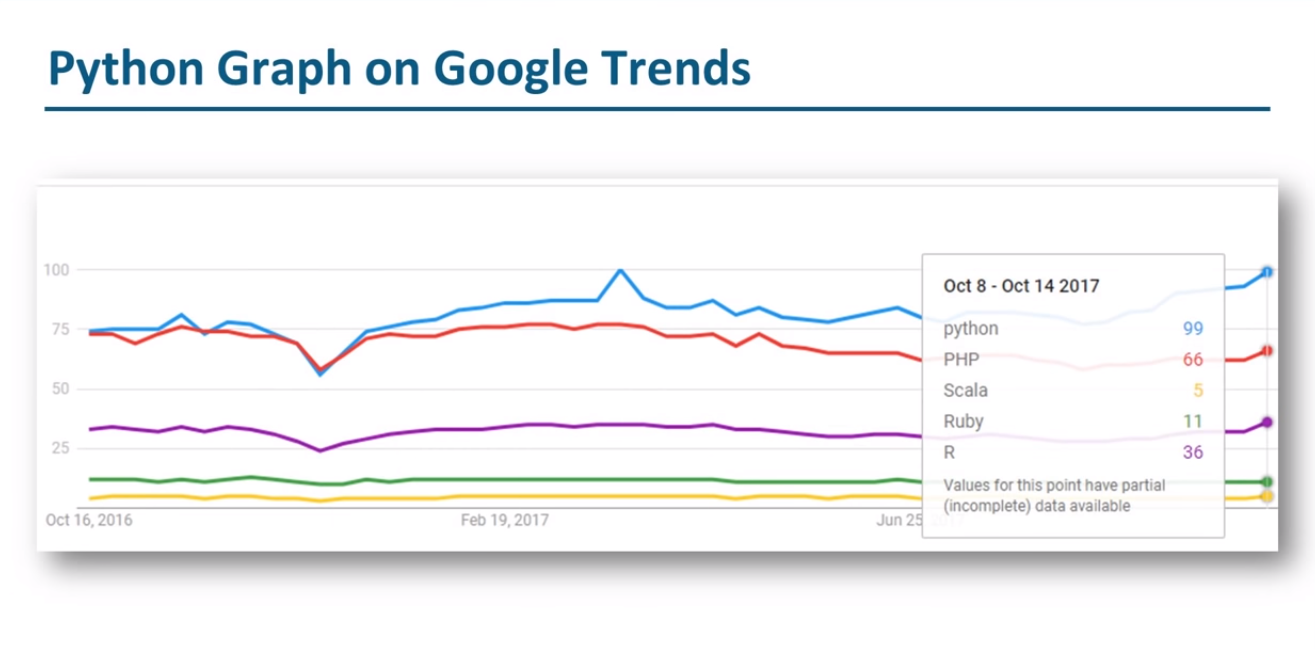 Python Graph on Google Trends
100
75
50
25
Oct 16, 2016
Feb 19, 2017
Jun 25, 2017
Oct 8 - Oct 14 2017
python 99
PHP 66
Scala 5
Ruby 11
R 36
Values for this point have partial
(incomplete) data available